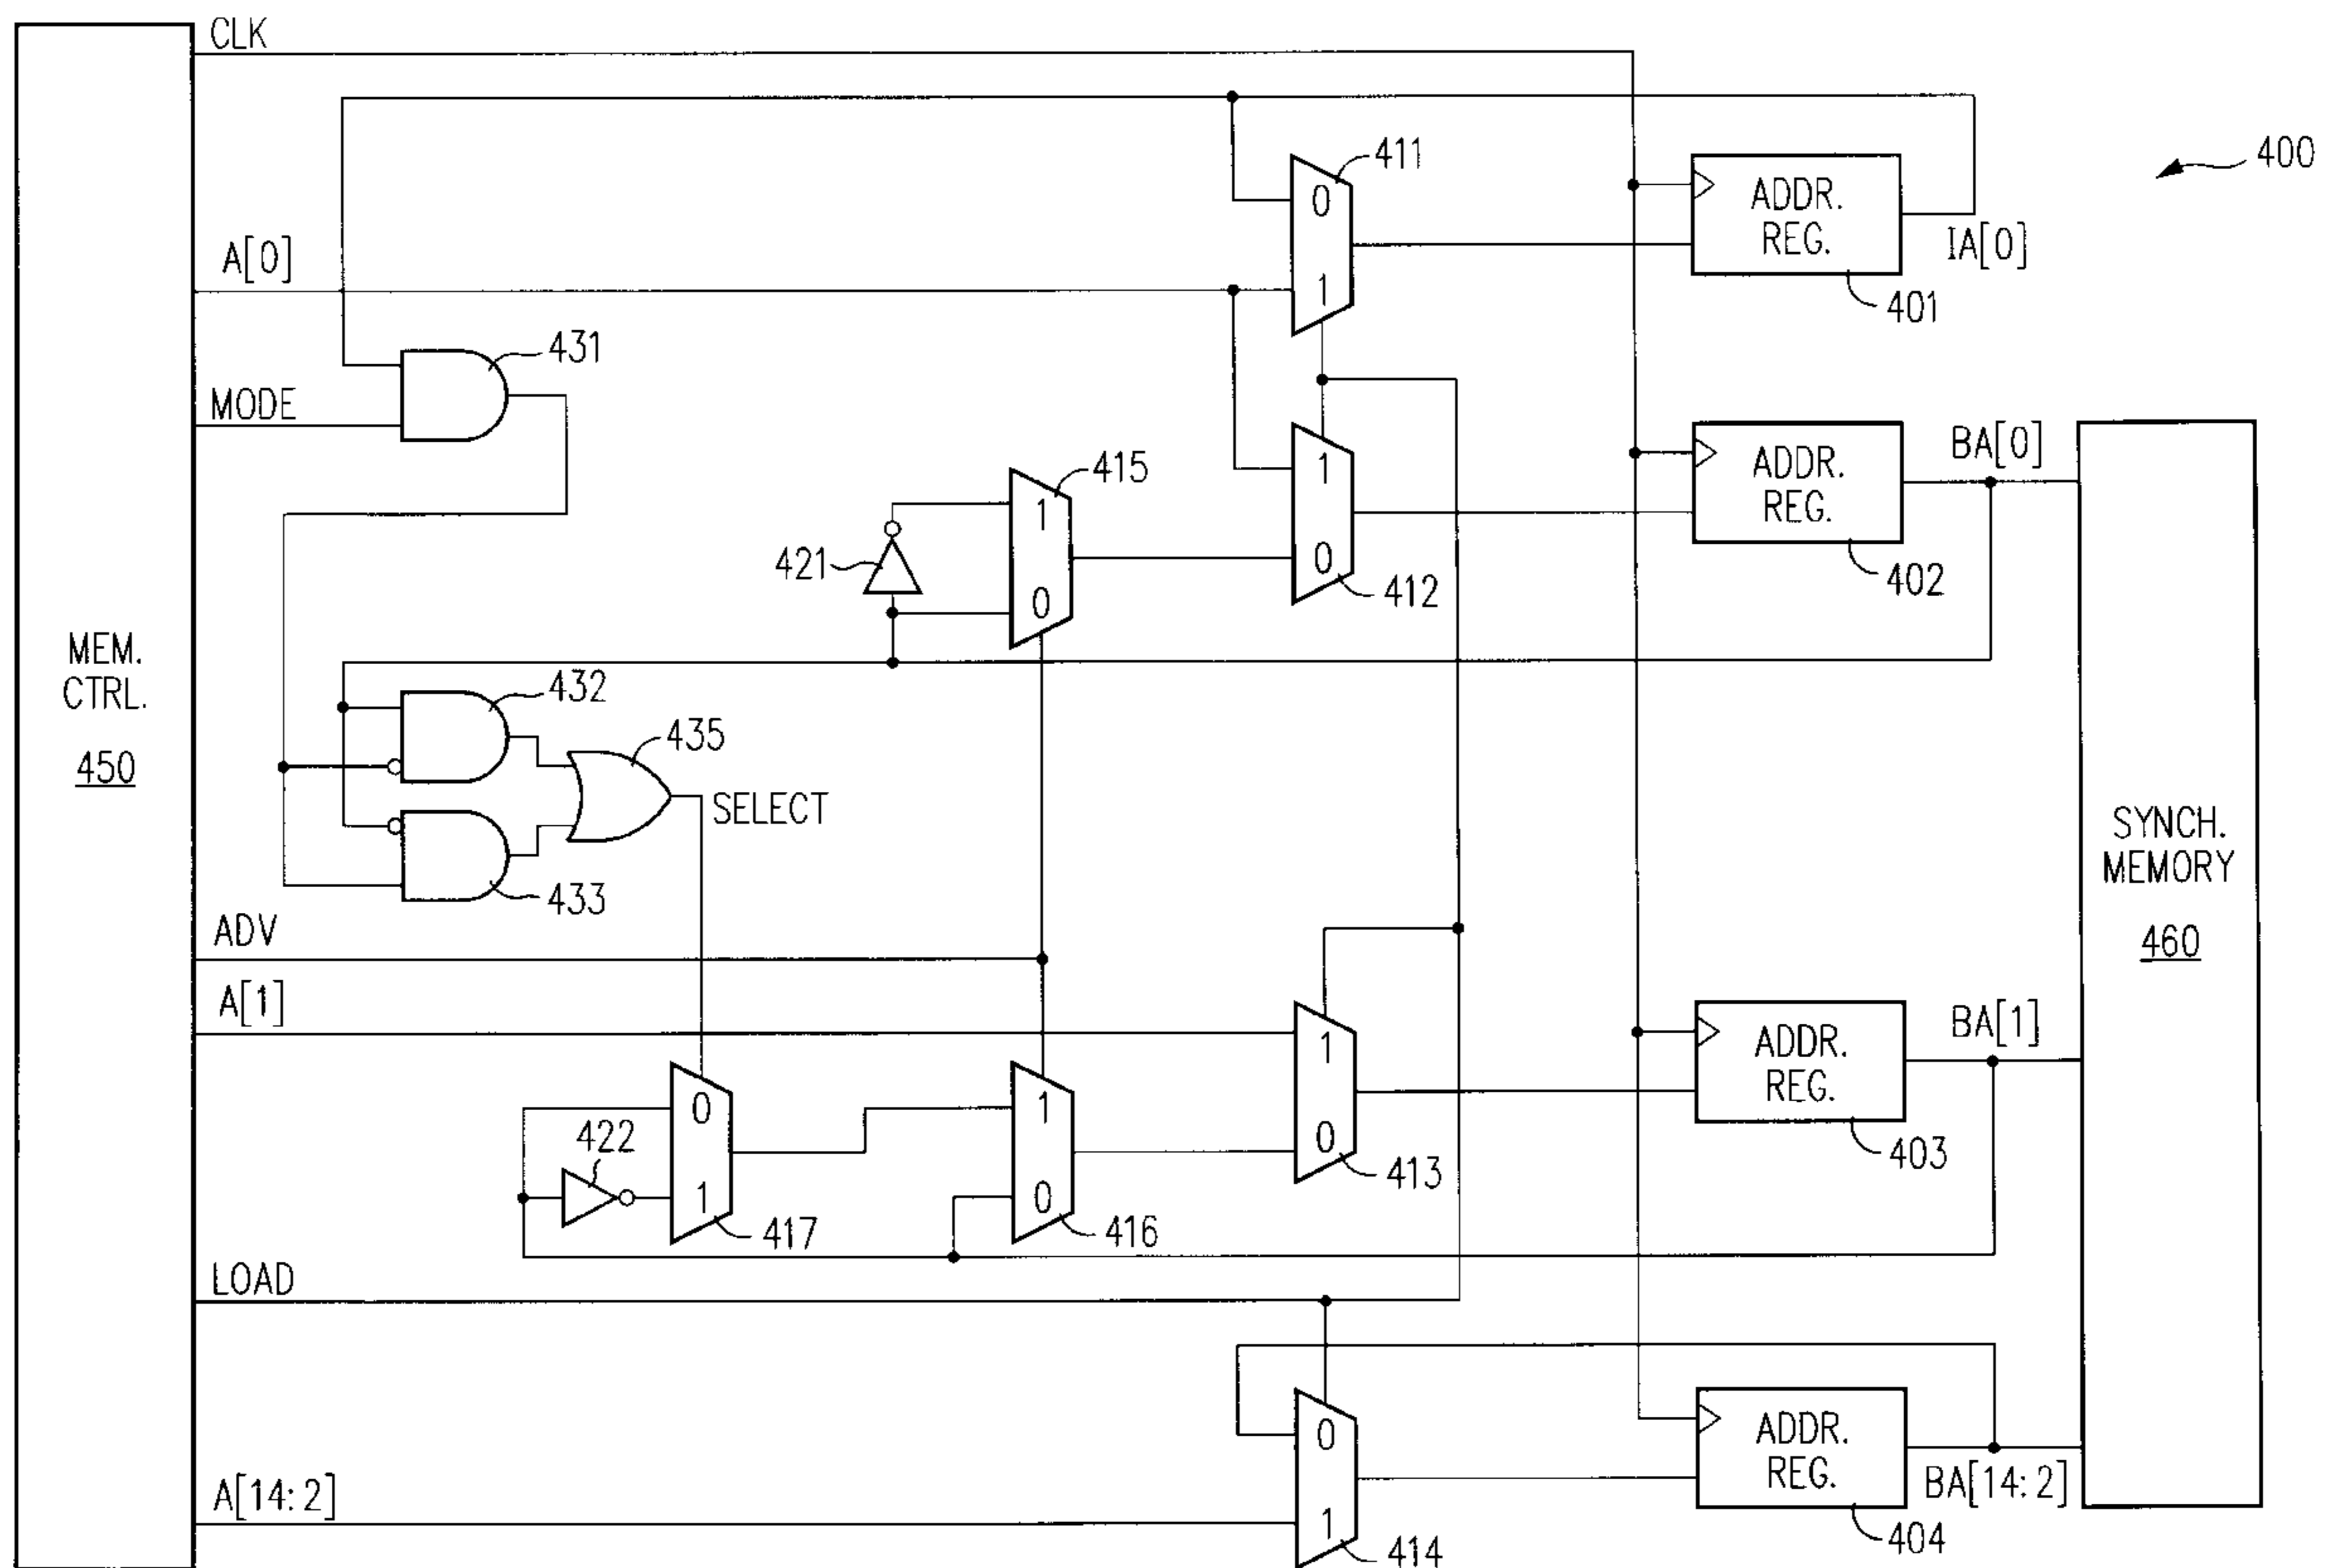 CLK
400
411
0
1
ADDR.
REG.
IA[0]
401
A[0]
431
MODE
415
1
0
421
1
0
412
ADDR.
REG.
402
BA[0]
MEM.
CTRL.
450
432
435
SELECT
433
SYNCH.
MEMORY
460
ADV
A[1]
422
0
1
417
1
0
416
1
0
413
ADDR.
REG.
403
BA[1]
LOAD
0
1
414
ADDR.
REG.
404
BA[14:2]
A[14:2]